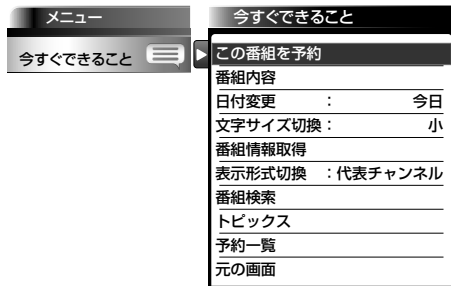 メニュー
今すぐできること
今すぐできること
この番組を予約
番組内容
日付変更 : 今日
文字サイズ切換 : 小
番組情報取得
表示形式切換 : 代表チャンネル
番組検索
トピックス
予約一覧
元の画面